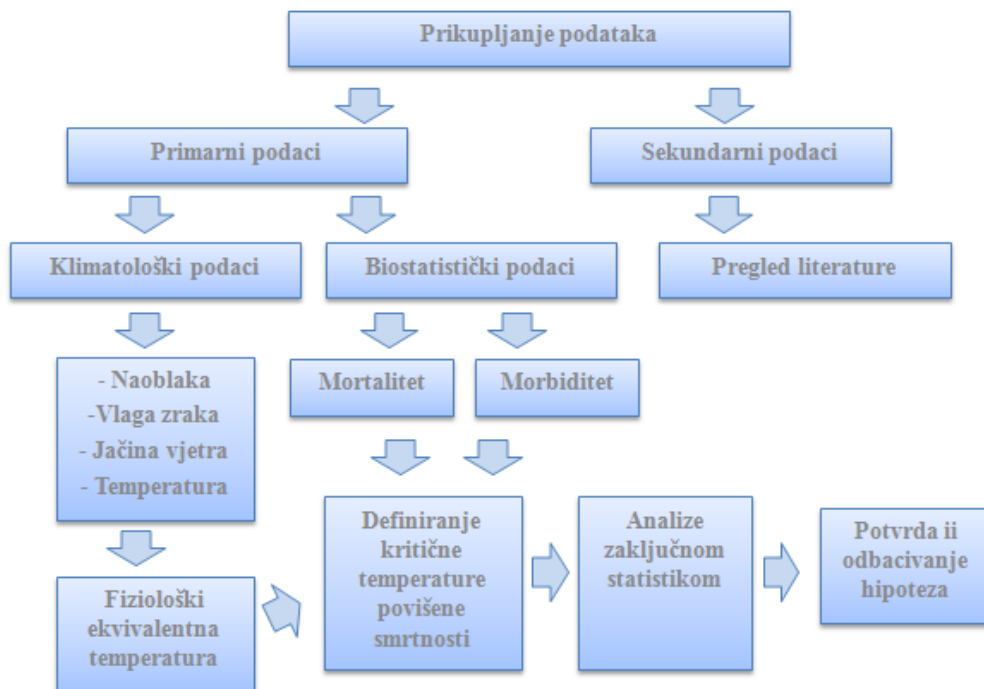 Prikupljanje podataka
Primarni podaci
Sekundarni podaci
Klimatološki podaci
Biostatistički podaci
Pregled literature
- Naoblaka
-Vlaga zraka
- Jačina vjetra
- Temperatura
Mortalitet
Morbiditet
Fiziološki
ekvivalentna
temperatura
Definiranje
kritične
temperature
povišene
smrtnosti
Analize
zaključnom
statistikom
Potvrda ii
odbacivanje
hipoteza